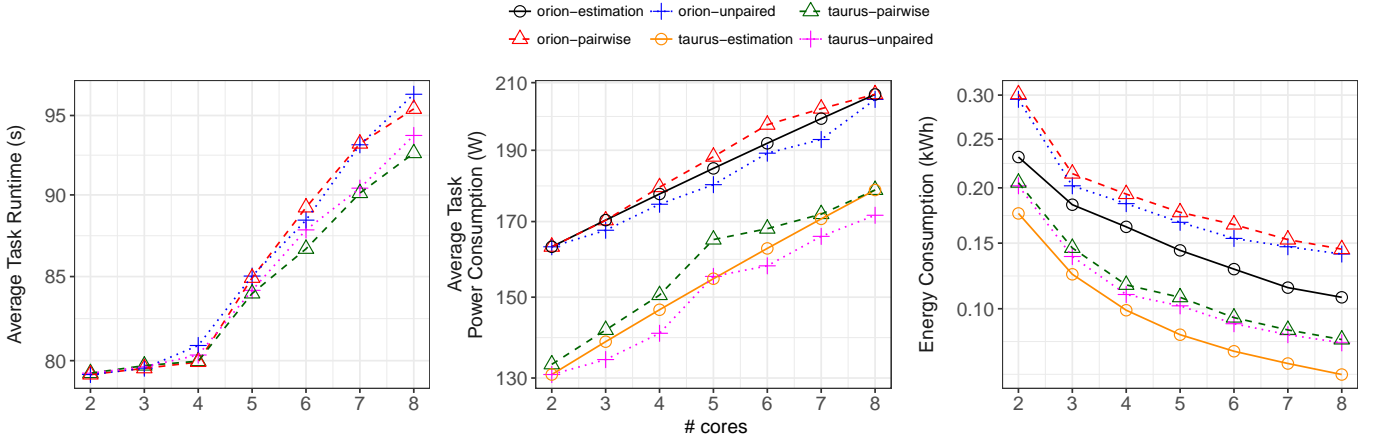 orion−estimation orion−unpaired taurus−pairwise
orion−pairwise taurus−estimation taurus−unpaired
Average Task Runtime (s)
95
90
85
80
2 3 4 5 6 7 8
Average Task
Power Consumption (W)
210
190
170
150
130
2 3 4 5 6 7 8
# cores
Energy Consumption (kWh)
0.30
0.25
0.20
0.15
0.10
2 3 4 5 6 7 8